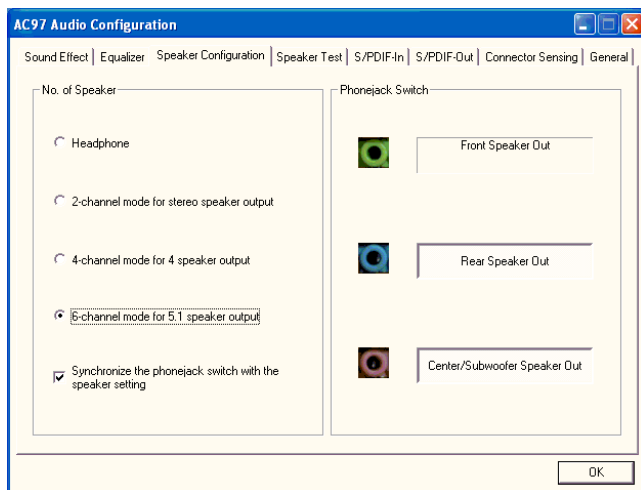 AC97 Audio Configuration
Sound Effect Equalizer Speaker Configuration Speaker Test S/PDIF-In S/PDIF-Out Connector Sensing General
No. of Speaker
Headphone
2-channel mode for stereo speaker output
4-channel mode for 4 speaker output
6-channel mode for 5.1 speaker output
Synchronize the phonejack switch with the
speaker setting
Phonejack Switch
Front Speaker Out
Rear Speaker Out
Center/Subwoofer Speaker Out
OK